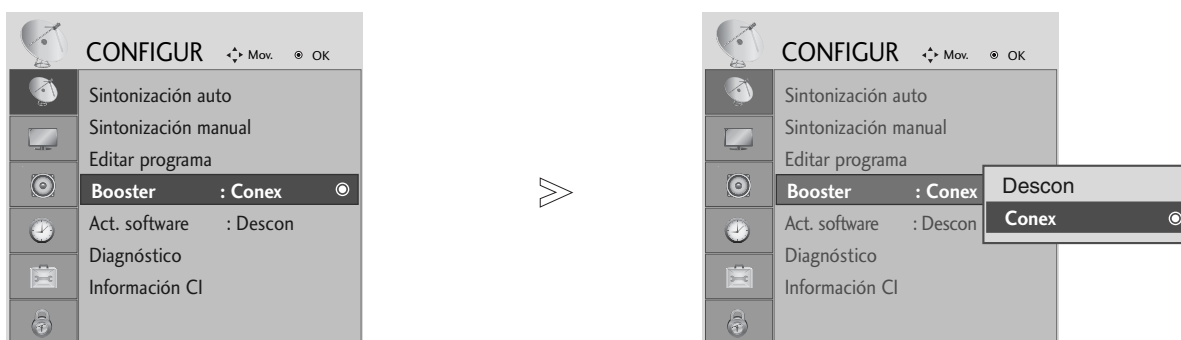 CONFIGUR Mov. OK
Sintonización auto
Sintonización manual
Editar programa
Booster : Conex
Act. software : Descon
Diagnóstico
Información CI
CONFIGUR Mov. OK
Sintonización auto
Sintonización manual
Editar programa
Booster : Conex
Act. software : Descon
Diagnóstico
Información CI
Descon
Conex